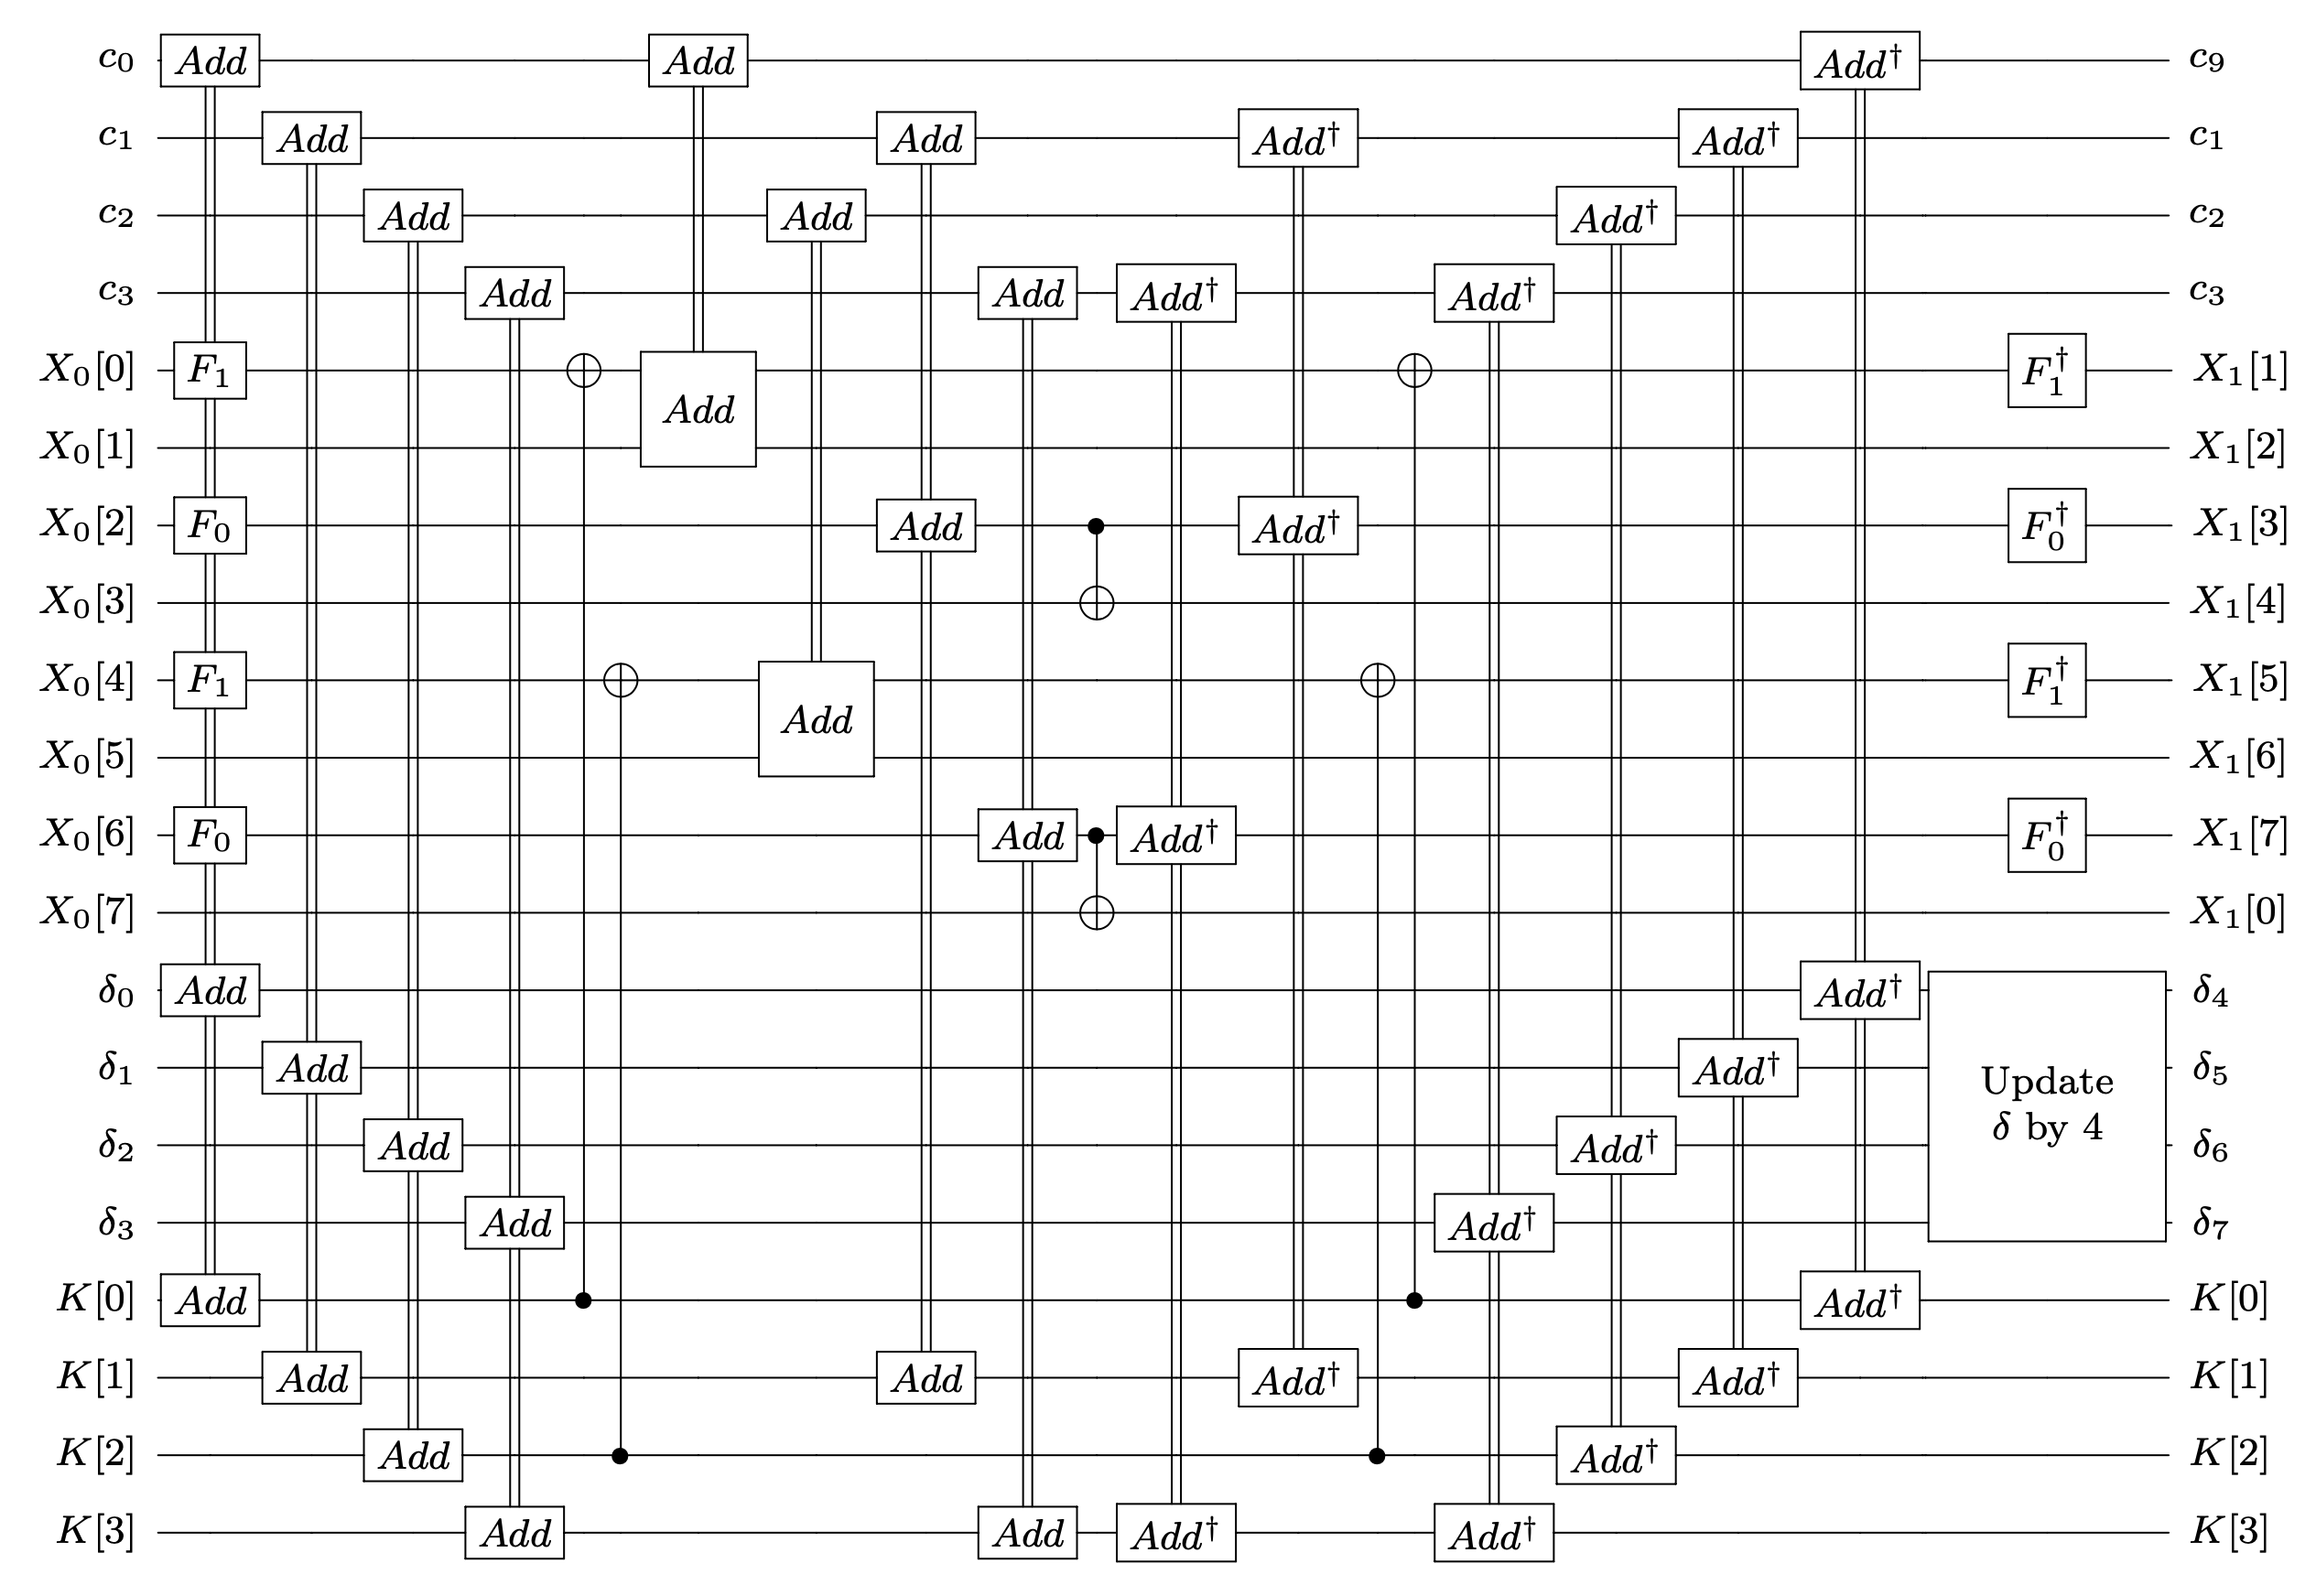 c₀ Add Add Add† c₉
c₁ Add Add Add† Add† c₁
c₂ Add Add Add† c₂
c₃ Add Add Add† Add† c₃
X₀[0] F₁ F₁† X₁[1]
Add
X₀[1] X₁[2]
X₀[2] F₀ Add Add† F₀† X₁[3]
X₀[3] X₁[4]
X₀[4] F₁ F₁† X₁[5]
Add
X₀[5] X₁[6]
X₀[6] F₀ Add Add† F₀† X₁[7]
X₀[7] X₁[0]
δ₀ Add Add† δ₄
δ₁ Add Add† δ₅
Update
δ by 4
δ₂ Add Add† δ₆
δ₃ Add Add† δ₇
K[0] Add Add† K[0]
K[1] Add Add Add† Add† K[1]
K[2] Add Add† K[2]
K[3] Add Add Add† Add† K[3]